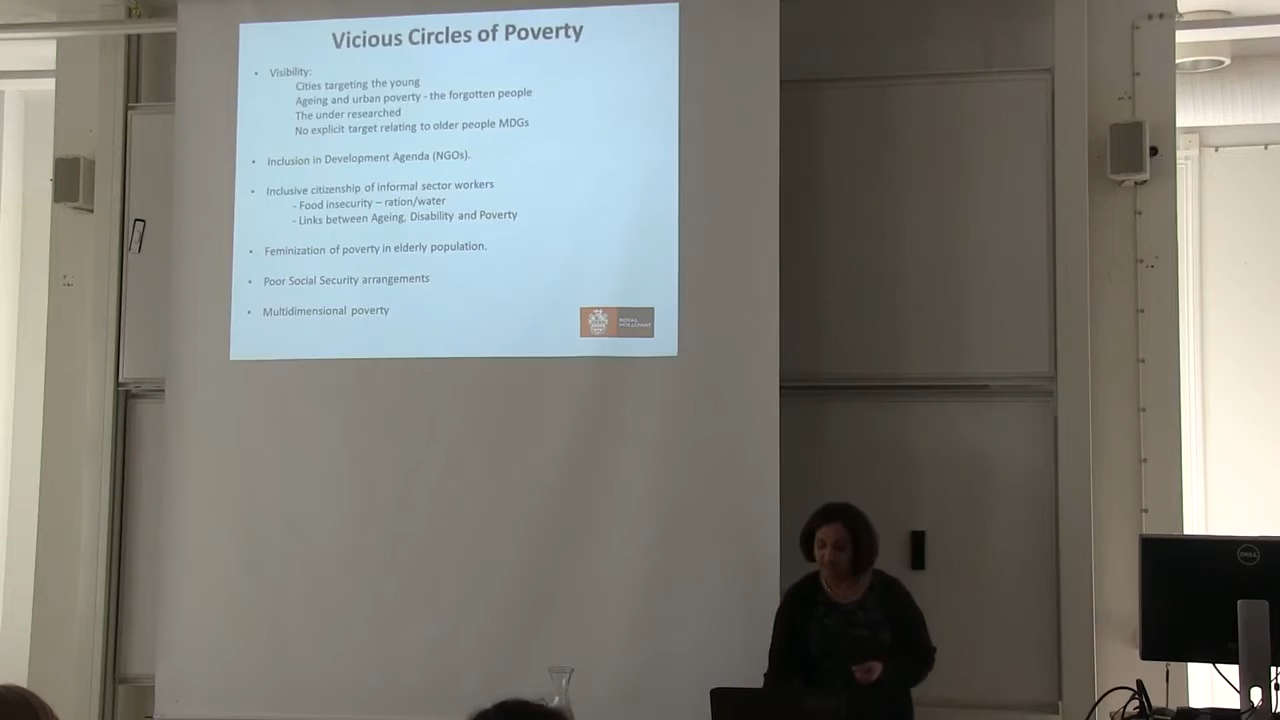 Vicious Circles of Poverty
• Visibility:
Cities targeting the young
Ageing and urban poverty - the forgotten people
The under researched
No explicit target relating to older people MDGs
• Inclusion in Development Agenda (NGOs).
• Inclusive citizenship of informal sector workers
- Food insecurity – ration/water
- Links between Ageing, Disability and Poverty
• Feminization of poverty in elderly population.
• Poor Social Security arrangements
• Multidimensional poverty
ROYAL
HOLLOWAY
DELL